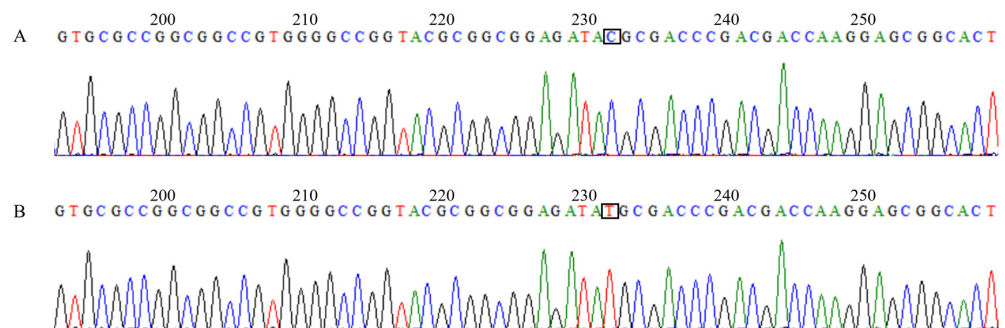 200 210 220 230 240 250
A GTGCGCCGGCGGCCGTGGGGCCGGTACGCGGCGGAGATACGCGACCCGACGACCAAGGAGCGGCACT
200 210 220 230 240 250
B GTGCGCCGGCGGCCGTGGGGCCGGTACGCGGCGGAGATATGCGACCCGACGACCAAGGAGCGGCACT